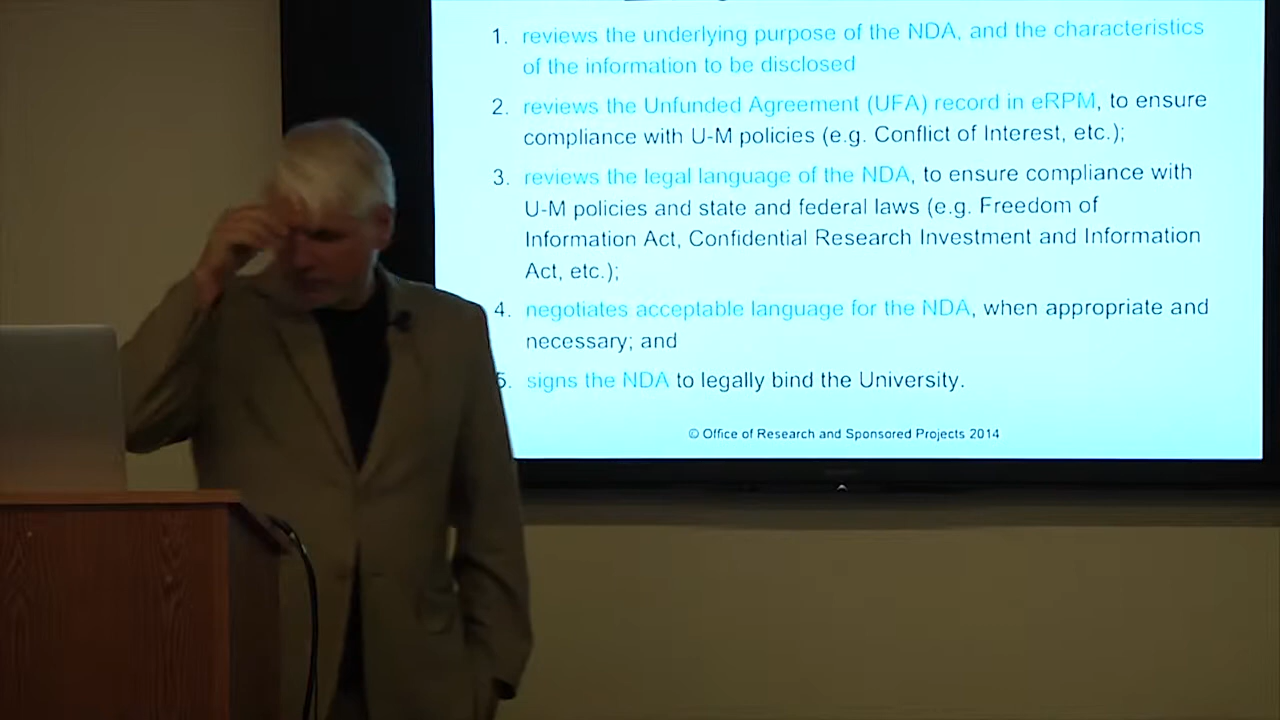 1. reviews the underlying purpose of the NDA, and the characteristics
of the information to be disclosed
2. reviews the Unfunded Agreement (UFA) record in eRPM, to ensure
compliance with U-M policies (e.g. Conflict of Interest, etc.);
3. reviews the legal language of the NDA, to ensure compliance with
U-M policies and state and federal laws (e.g. Freedom of
Information Act, Confidential Research Investment and Information
Act, etc.);
4. negotiates acceptable language for the NDA, when appropriate and
necessary; and
5. signs the NDA to legally bind the University.
© Office of Research and Sponsored Projects 2014